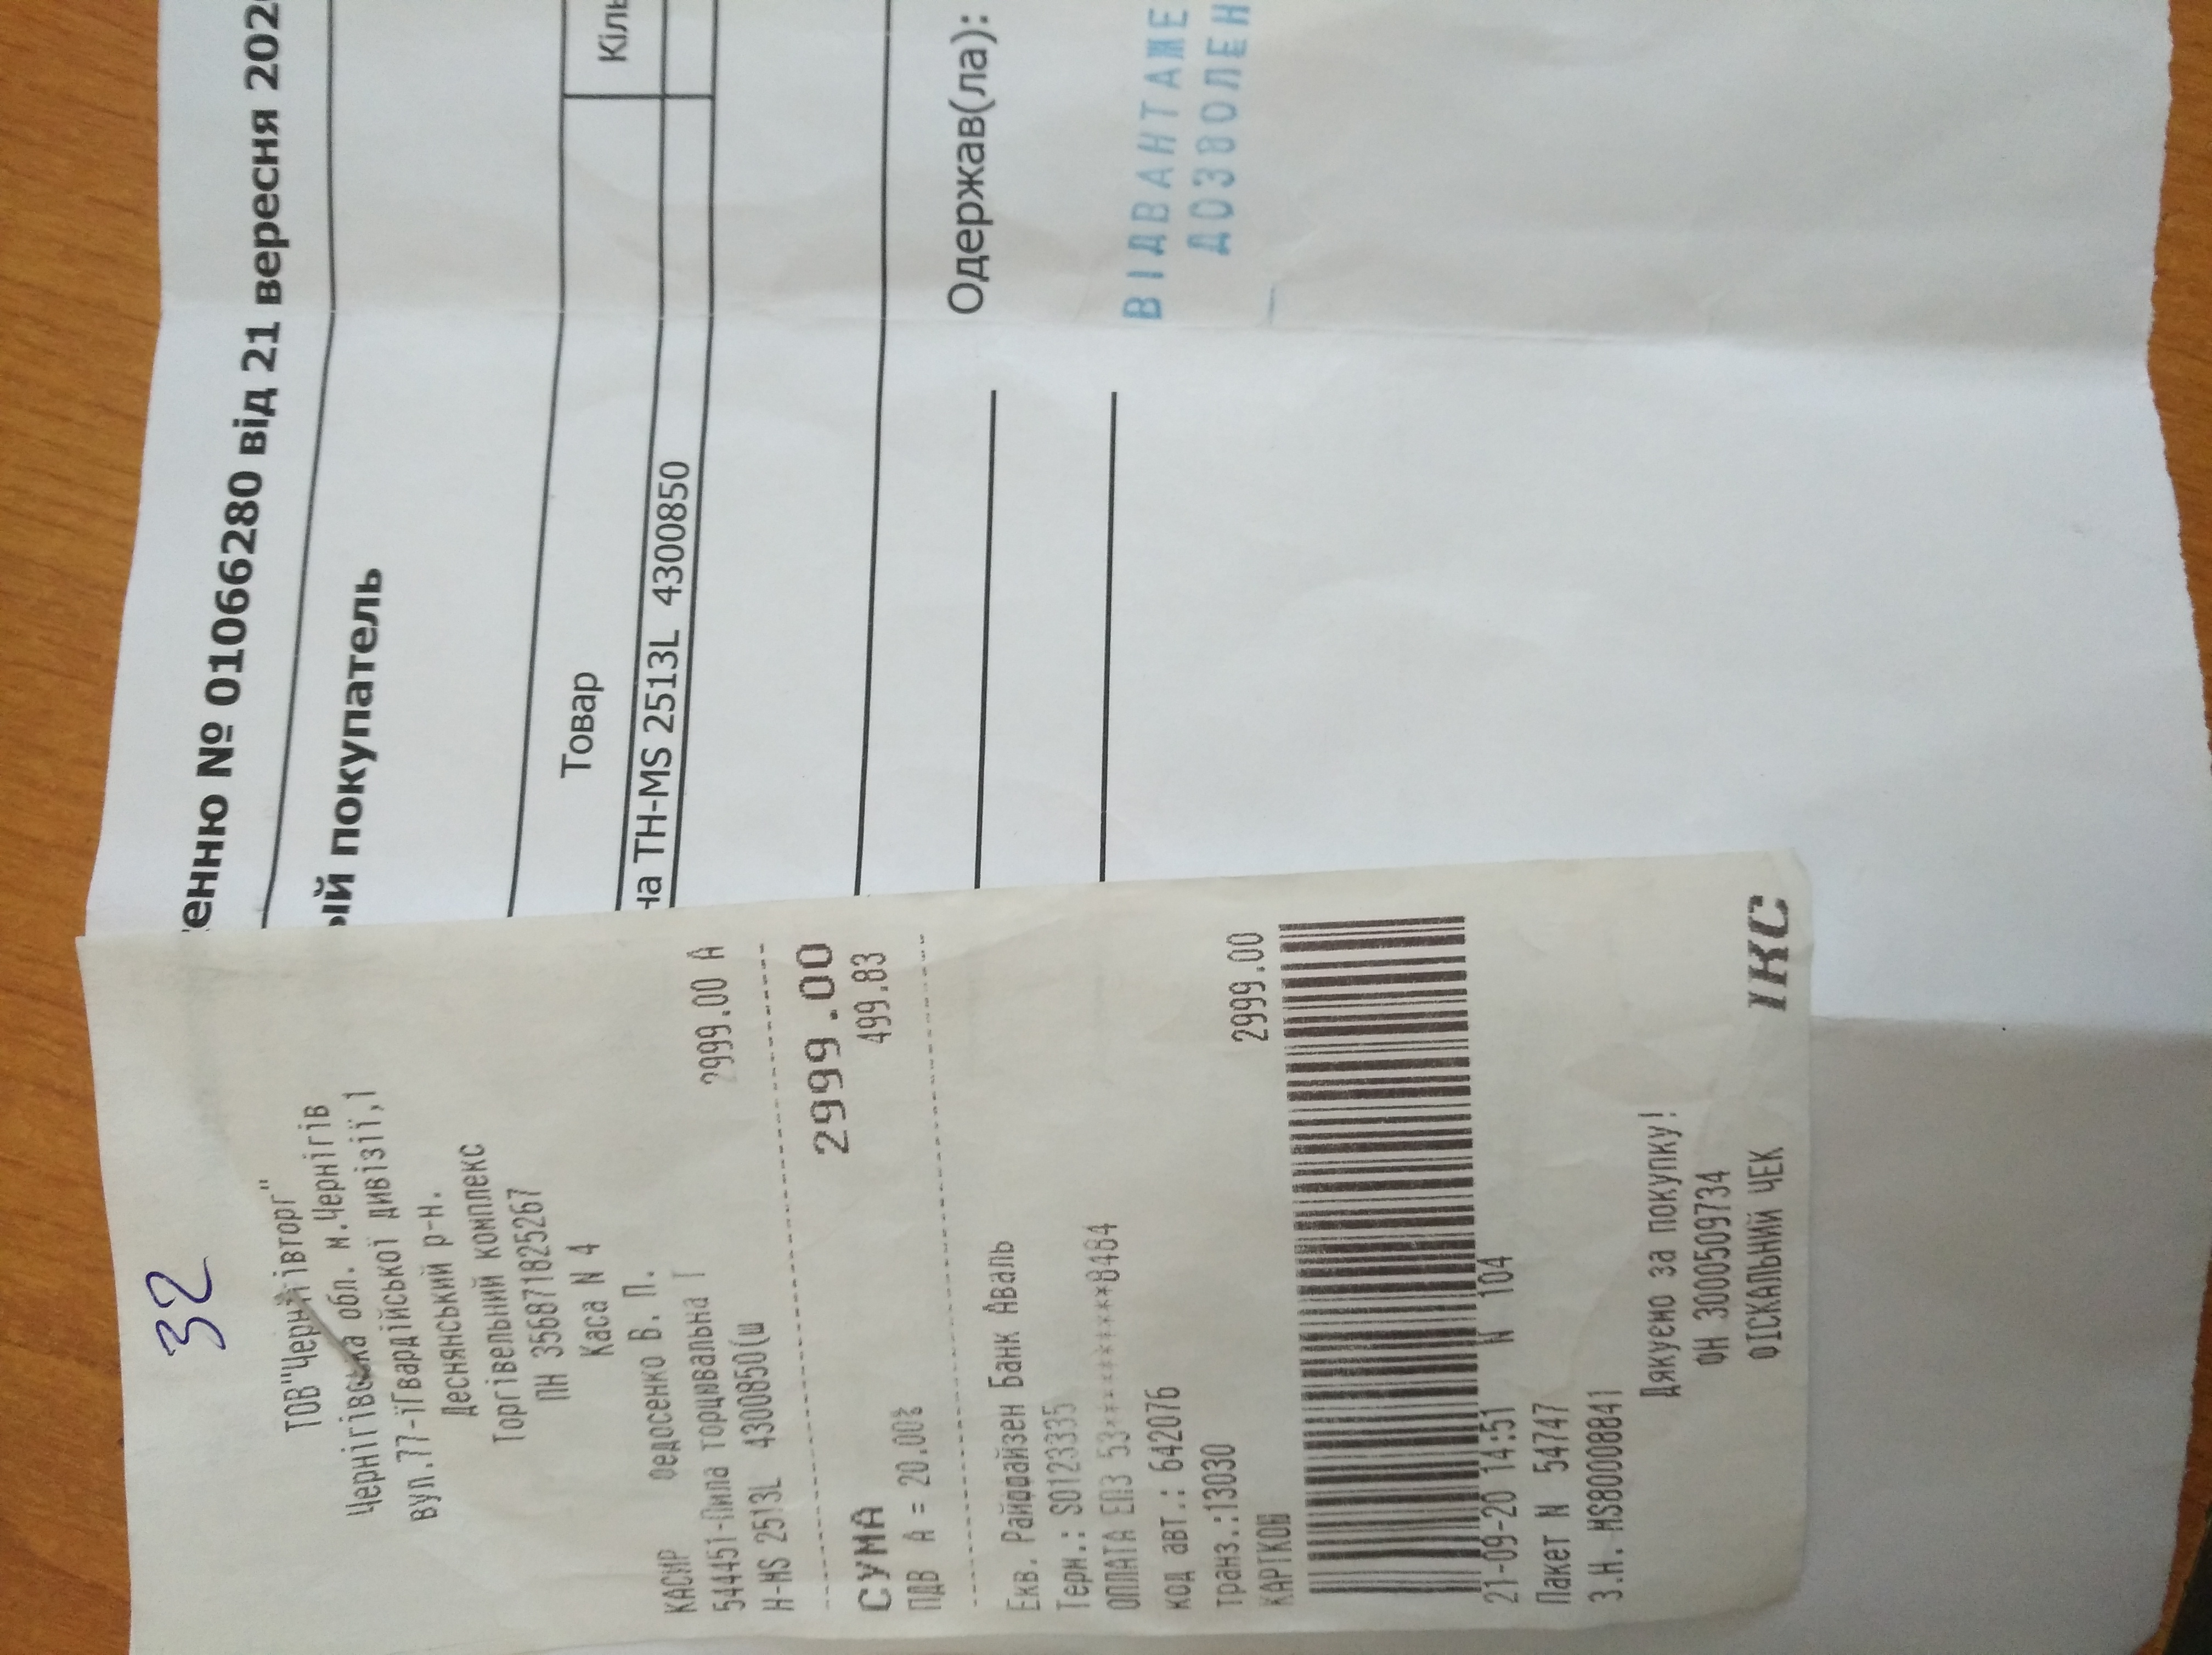 32
ТОВ"Чернігівторг"
Чернігівська обл. м.Чернігів
вул.77-їГвардійської дивізії,1
Деснянський р-н.
Торгівельний комплекс
ПН 356871825267
Каса N 4
КАСИР Федосенко В. П.
544451-Пила торцювальна Т 2999.00 А
H-MS 2513L 4300850(ш
СУМА 2999.00
ПДВ А = 20.00% 499.83
Екв. Райффайзен Банк Аваль
Терм.: S0123335
ОПЛАТА ЕПЗ 53**********8484
код авт.: 642076
Транз.:13030
КАРТКОЮ 2999.00
21-09-20 14:51 N 104
Пакет N 54747
З.Н. MS80008841
Дякуємо за покупку!
ФН 3000509734
ФІСКАЛЬНИЙ ЧЕК ІКС
енню № 01066280 від 21 вересня 202
ый покупатель
Товар Кіль
на TH-MS 2513L 4300850
Одержав(ла):
ВІДВАНТАЖЕ
ДОЗВОЛЕН